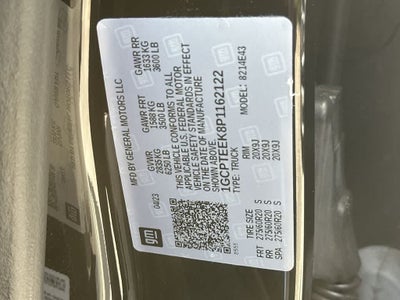 MFD BY GENERAL MOTORS LLC
04/23 GVWR GAWR FRT GAWR RR
2835 KG 1588 KG 1633 KG
6250 LB 3500 LB 3600 LB
THIS VEHICLE CONFORMS TO ALL
APPLICABLE U.S. FEDERAL MOTOR
VEHICLE SAFETY STANDARDS IN EFFECT
ON THE DATE OF MANUFACTURE
SHOWN ABOVE.
1GCPTEEK8P1162122
TYPE: TRUCK MODEL: 8214E43
TIRE SIZE RIM
FRT 275/60R20 S 20X9J
RR 275/60R20 S 20X9J
SPA 275/60R20 S 20X9J
gm